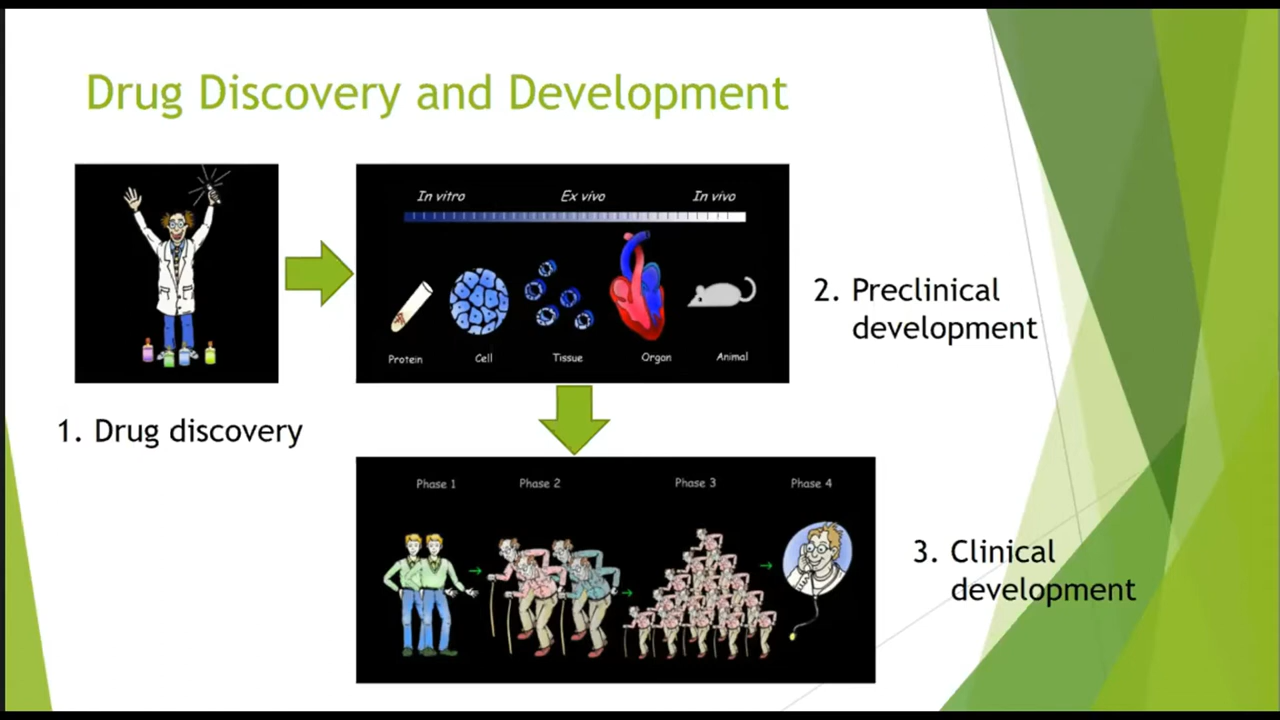 Drug Discovery and Development
In vitro Ex vivo In vivo
Protein Cell Tissue Organ Animal
1. Drug discovery
2. Preclinical
development
Phase 1 Phase 2 Phase 3 Phase 4
3. Clinical
development